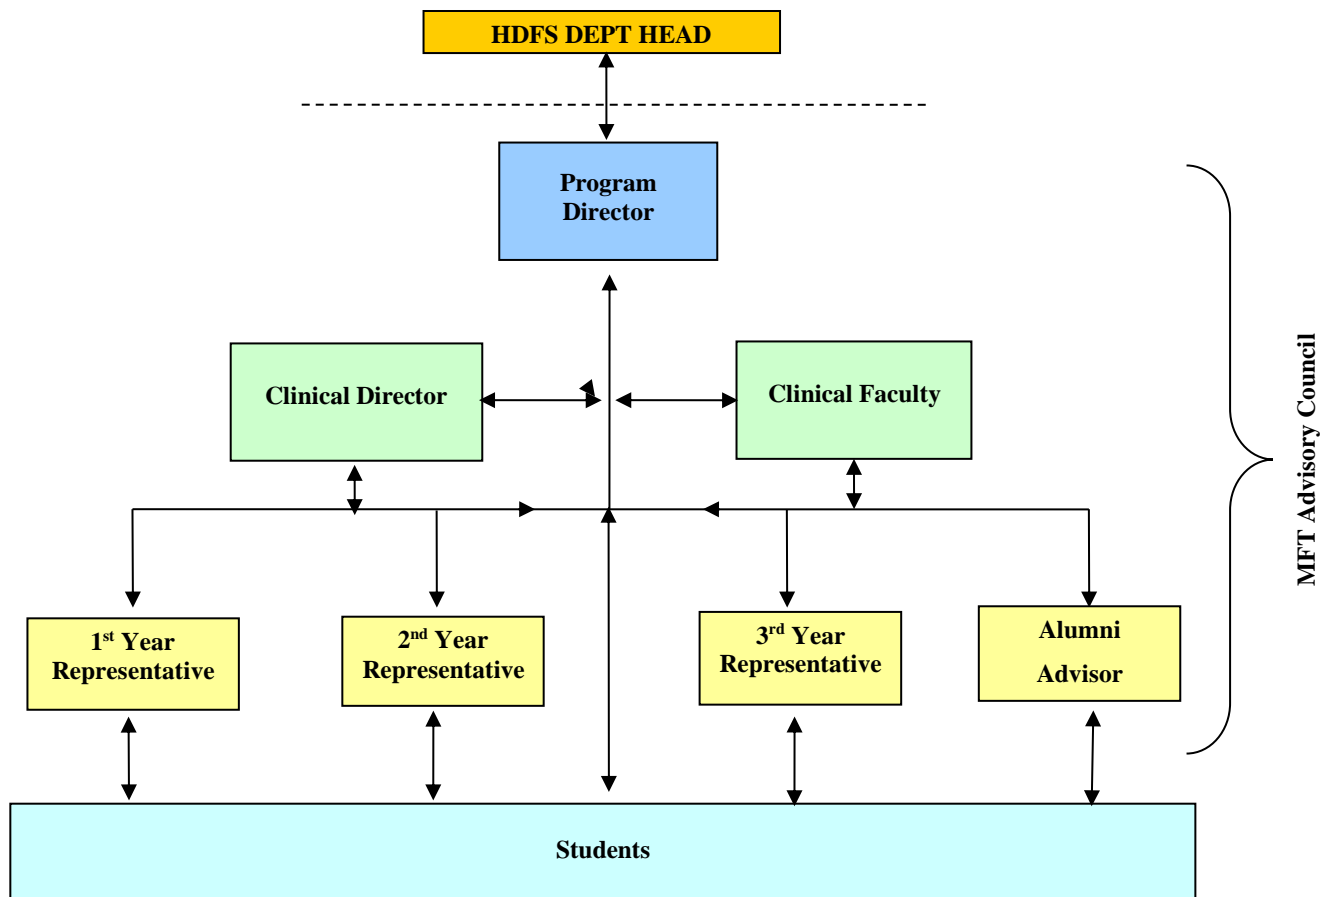 HDFS DEPT HEAD
Program
Director
Clinical Director
Clinical Faculty
MFT Advisory Council
1st Year
Representative
2nd Year
Representative
3rd Year
Representative
Alumni
Advisor
Students